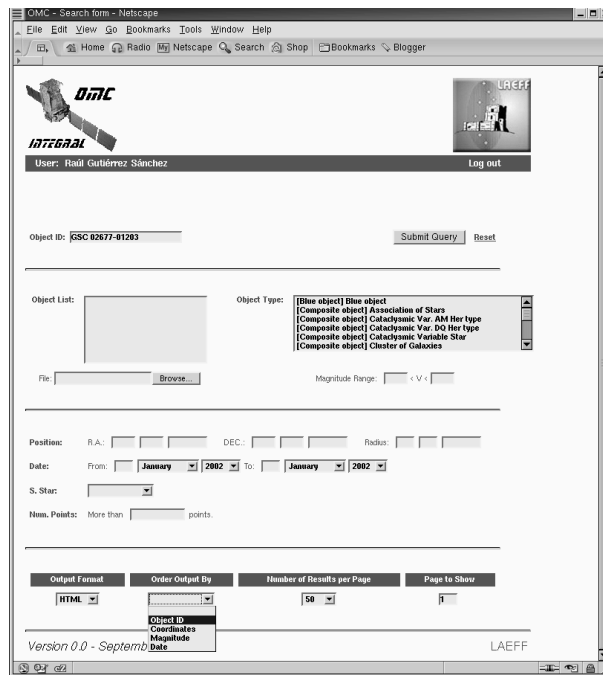 OMC - Search form - Netscape
File Edit View Go Bookmarks Tools Window Help
Home Radio My Netscape Search Shop Bookmarks Blogger
OMC
INTEGRAL
LAEFF
User: Raúl Gutiérrez Sánchez Log out
Object ID: GSC 02677-01203 Submit Query Reset
Object List: Object Type: [Blue object] Blue object
[Composite object] Association of Stars
[Composite object] Cataclysmic Var. AM Her type
[Composite object] Cataclysmic Var. DQ Her type
[Composite object] Cataclysmic Variable Star
[Composite object] Cluster of Galaxies
File: Browse... Magnitude Range: < V <
Position: R.A.: DEC.: Radius:
Date: From: January 2002 To: January 2002
S. Star:
Num. Points: More than points.
Output Format Order Output By Number of Results per Page Page to Show
HTML 50 1
Object ID
Coordinates
Magnitude
Date
Version 0.0 - Septemb LAEFF